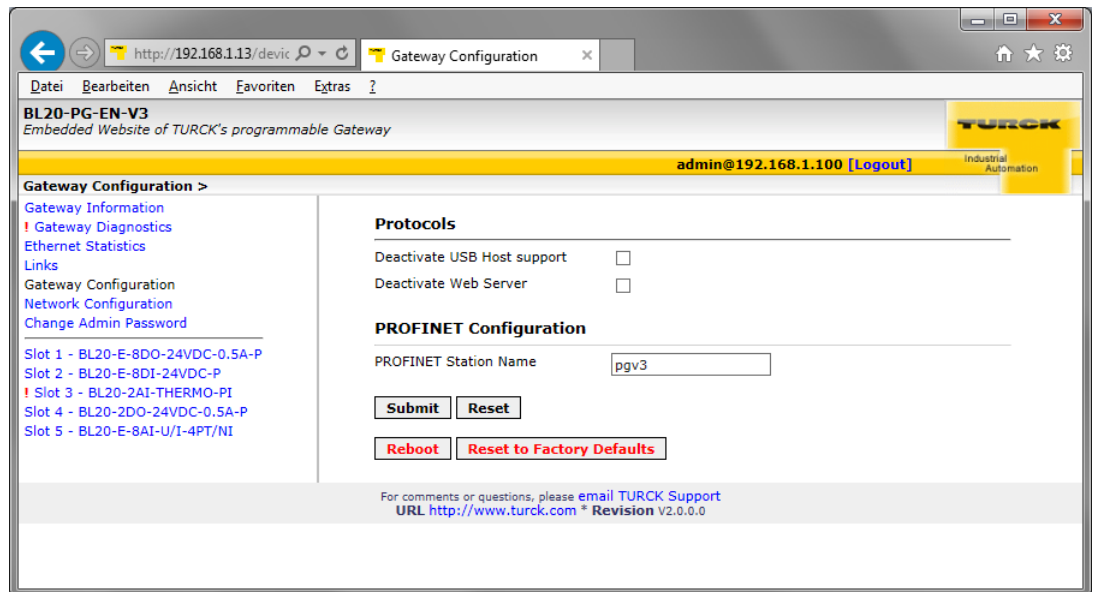 http://192.168.1.13/devic
Gateway Configuration
Datei Bearbeiten Ansicht Favoriten Extras ?
BL20-PG-EN-V3
Embedded Website of TURCK's programmable Gateway
TURCK
admin@192.168.1.100 [Logout]
Industrial
Automation
Gateway Configuration >
Gateway Information
! Gateway Diagnostics
Ethernet Statistics
Links
Gateway Configuration
Network Configuration
Change Admin Password
Slot 1 - BL20-E-8DO-24VDC-0.5A-P
Slot 2 - BL20-E-8DI-24VDC-P
! Slot 3 - BL20-2AI-THERMO-PI
Slot 4 - BL20-2DO-24VDC-0.5A-P
Slot 5 - BL20-E-8AI-U/I-4PT/NI
Protocols
Deactivate USB Host support
Deactivate Web Server
PROFINET Configuration
PROFINET Station Name pgv3
Submit Reset
Reboot Reset to Factory Defaults
For comments or questions, please email TURCK Support
URL http://www.turck.com * Revision V2.0.0.0